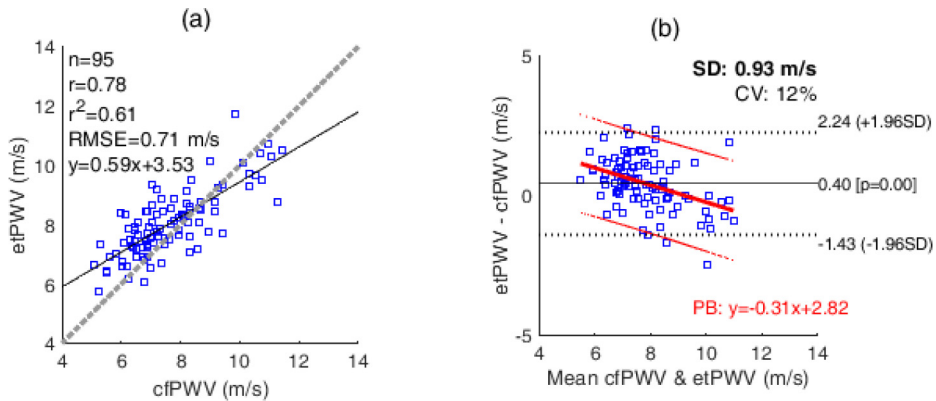 (a)
14
12
10
8
6
4
4 6 8 10 12 14
etPWV (m/s)
cfPWV (m/s)
n=95
r=0.78
r²=0.61
RMSE=0.71 m/s
y=0.59x+3.53
(b)
5
0
-5
4 6 8 10 12 14
etPWV - cfPWV (m/s)
Mean cfPWV & etPWV (m/s)
SD: 0.93 m/s
CV: 12%
2.24 (+1.96SD)
0.40 [p=0.00]
-1.43 (-1.96SD)
PB: y=-0.31x+2.82